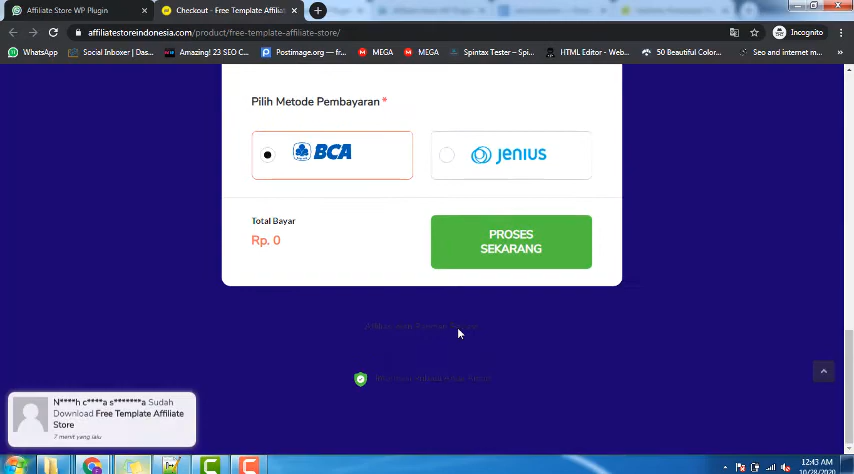 Affiliate Store WP Plugin
Checkout - Free Template Affiliat
affiliatestoreindonesia.com/product/free-template-affiliate-store/
Incognito
WhatsApp
Social Inboxer | Das...
Amazing! 23 SEO C...
Postimage.org — fr...
MEGA
MEGA
Spintax Tester – Spi...
HTML Editor - Web...
50 Beautiful Color...
Seo and internet m...
Pilih Metode Pembayaran *
BCA
jenius
Total Bayar
Rp. 0
PROSES
SEKARANG
N****h c****a s*******a Sudah
Download Free Template Affiliate
Store
7 menit yang lalu
12:43 AM
10/28/2020